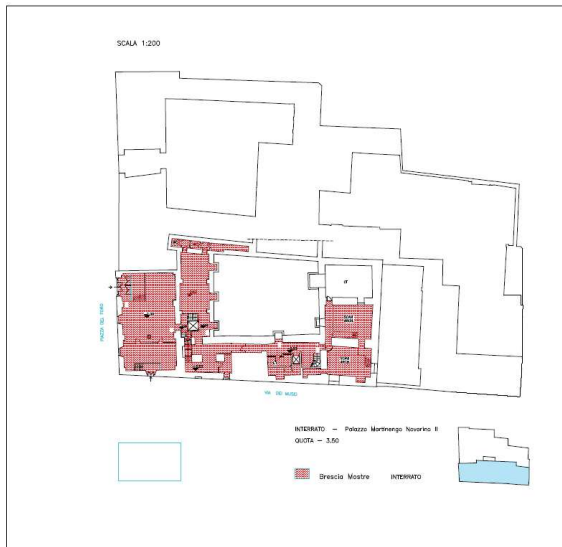 SCALA 1:200
PIAZZA DEL FORO
VIA DEI MUSEI
INTERRATO — Palazzo Martinengo Novarino II
QUOTA — 3.50
Brescia Mostre INTERRATO